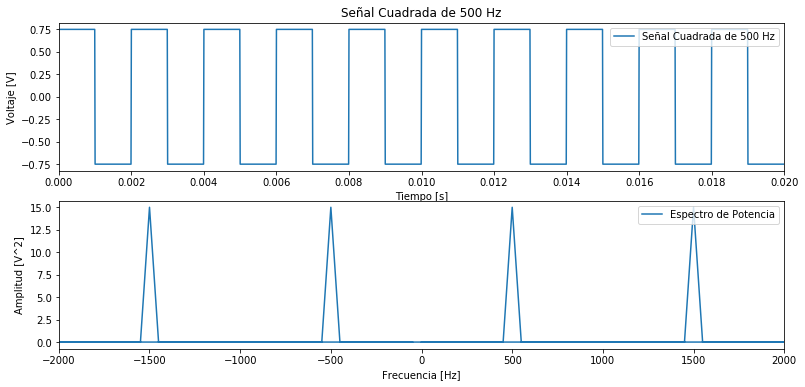 Señal Cuadrada de 500 Hz
Voltaje [V]
0.75
0.50
0.25
0.00
−0.25
−0.50
−0.75
Señal Cuadrada de 500 Hz
0.000 0.002 0.004 0.006 0.008 0.010 0.012 0.014 0.016 0.018 0.020
Tiempo [s]
Amplitud [V^2]
15.0
12.5
10.0
7.5
5.0
2.5
0.0
Espectro de Potencia
−2000 −1500 −1000 −500 0 500 1000 1500 2000
Frecuencia [Hz]